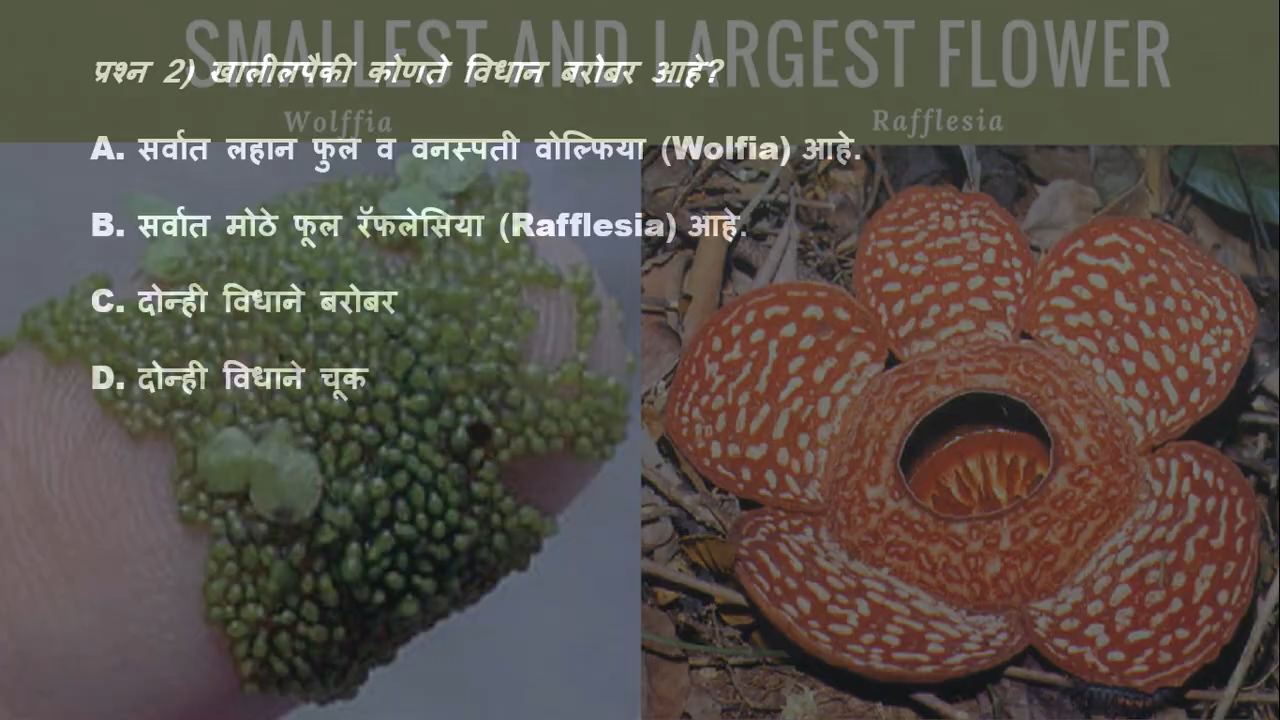 SMALLEST AND LARGEST FLOWER
प्रश्न 2) खालीलपैकी कोणते विधान बरोबर आहे?
Wolffia Rafflesia
A. सर्वात लहान फुल व वनस्पती वोल्फिया (Wolfia) आहे.
B. सर्वात मोठे फूल रॅफलेसिया (Rafflesia) आहे.
C. दोन्ही विधाने बरोबर
D. दोन्ही विधाने चूक